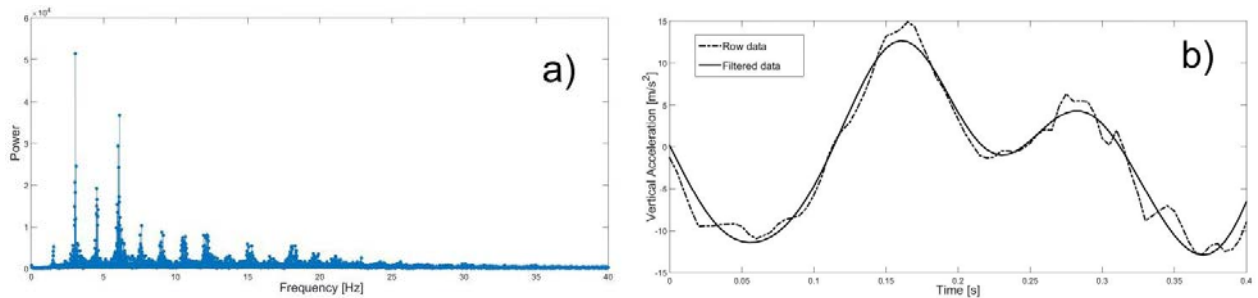 ×10⁴
6
5
4
3
2
1
0
Power
0 5 10 15 20 25 30 35 40
Frequency [Hz]
a)
15
10
5
0
-5
-10
-15
Vertical Acceleration [m/s²]
Row data
Filtered data
0 0.05 0.1 0.15 0.2 0.25 0.3 0.35 0.4
Time [s]
b)